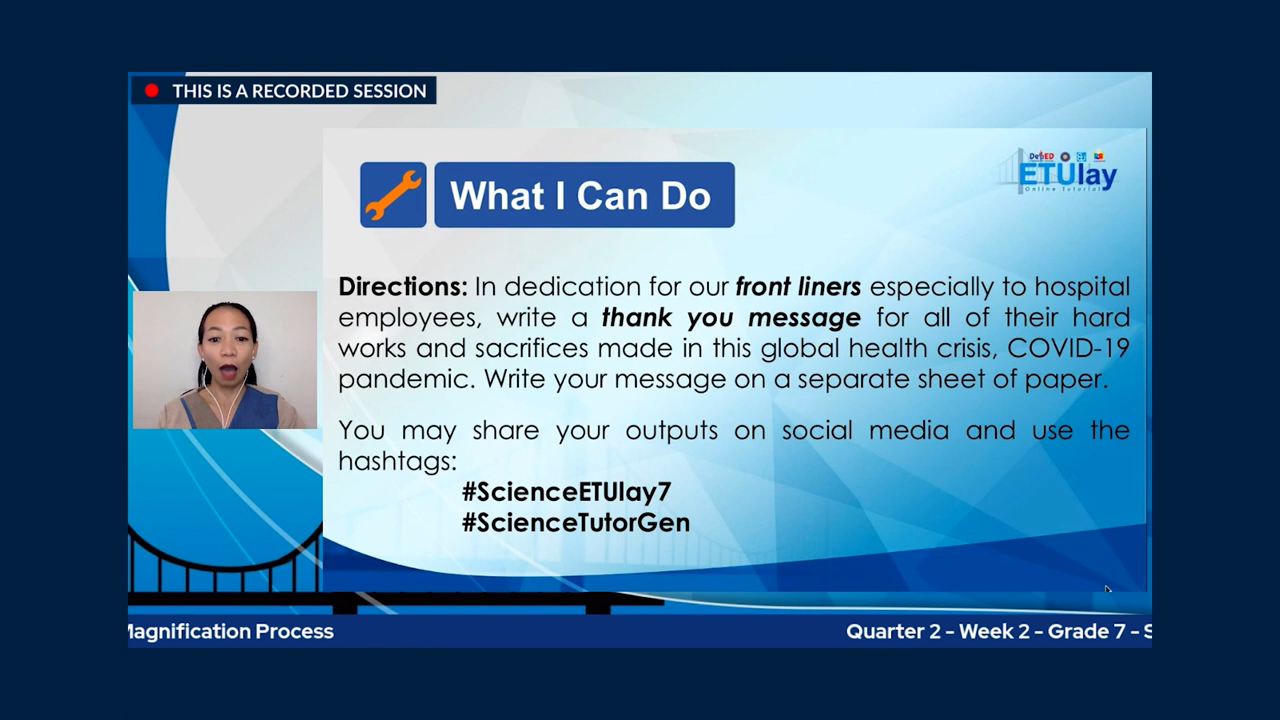 THIS IS A RECORDED SESSION
DepED
ETUlay
Online Tutorial
What I Can Do
Directions: In dedication for our front liners especially to hospital
employees, write a thank you message for all of their hard
works and sacrifices made in this global health crisis, COVID-19
pandemic. Write your message on a separate sheet of paper.
You may share your outputs on social media and use the
hashtags:
#ScienceETUlay7
#ScienceTutorGen
Magnification Process
Quarter 2 - Week 2 - Grade 7 - S